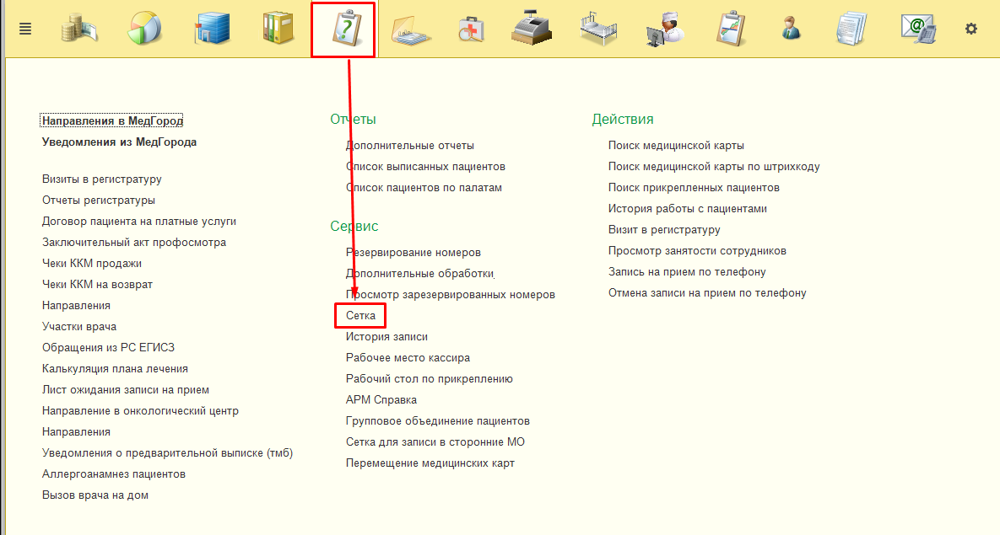 Направления в МедГород
Уведомления из МедГорода
Визиты в регистратуру
Отчеты регистратуры
Договор пациента на платные услуги
Заключительный акт профосмотра
Чеки ККМ продажи
Чеки ККМ на возврат
Направления
Участки врача
Обращения из РС ЕГИСЗ
Калькуляция плана лечения
Лист ожидания записи на прием
Направление в онкологический центр
Направления
Уведомления о предварительной выписке (тмб)
Аллергоанамнез пациентов
Вызов врача на дом
Отчеты
Дополнительные отчеты
Список выписанных пациентов
Список пациентов по палатам
Сервис
Резервирование номеров
Дополнительные обработки
Просмотр зарезервированных номеров
Сетка
История записи
Рабочее место кассира
Рабочий стол по прикреплению
АРМ Справка
Групповое объединение пациентов
Сетка для записи в сторонние МО
Перемещение медицинских карт
Действия
Поиск медицинской карты
Поиск медицинской карты по штрихкоду
Поиск прикрепленных пациентов
История работы с пациентами
Визит в регистратуру
Просмотр занятости сотрудников
Запись на прием по телефону
Отмена записи на прием по телефону